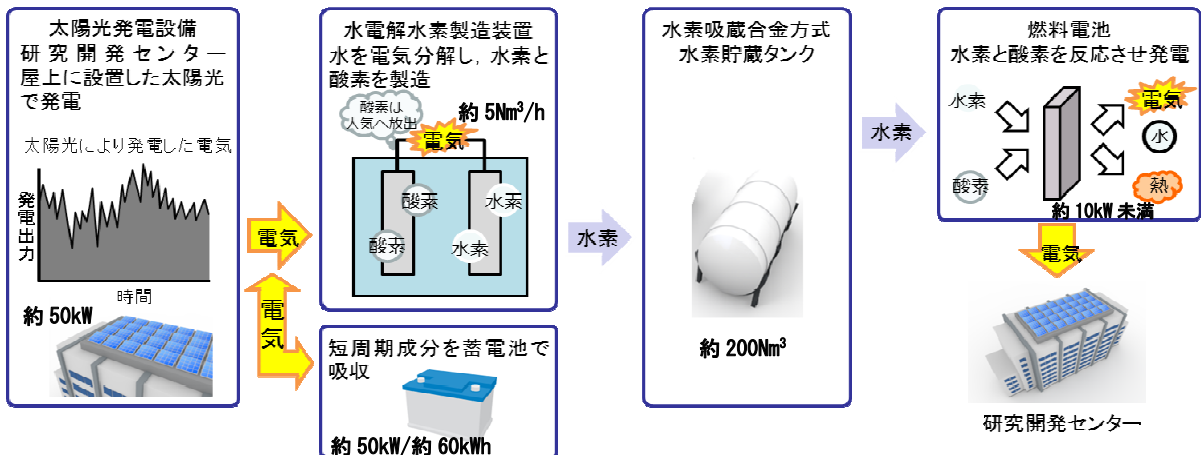 太陽光発電設備
研究開発センター
屋上に設置した太陽光
で発電
太陽光により発電した電気
発電出力
時間
約 50kW
電気
電気
水電解水素製造装置
水を電気分解し，水素と
酸素を製造
酸素は
人気へ放出
約 5Nm³/h
電気
酸素
水素
酸素
水素
短周期成分を蓄電池で
吸収
約 50kW/約 60kWh
水素
水素吸蔵合金方式
水素貯蔵タンク
約 200Nm³
水素
燃料電池
水素と酸素を反応させ発電
水素
電気
水
酸素
熱
約 10kW 未満
電気
研究開発センター